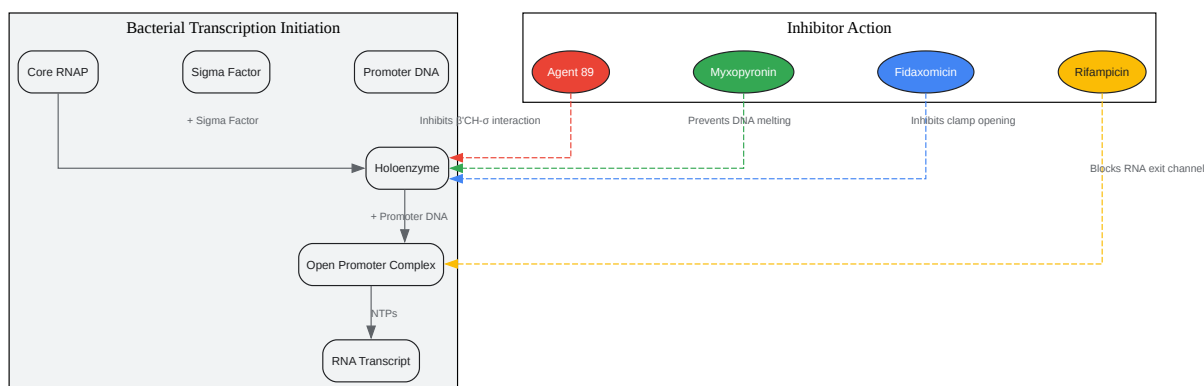 Bacterial Transcription Initiation
Inhibitor Action
Core RNAP
Sigma Factor
Promoter DNA
Agent 89
Myxopyronin
Fidaxomicin
Rifampicin
+ Sigma Factor
Inhibits β'CH-σ interaction
Prevents DNA melting
Inhibits clamp opening
Holoenzyme
Blocks RNA exit channel
+ Promoter DNA
Open Promoter Complex
NTPs
RNA Transcript